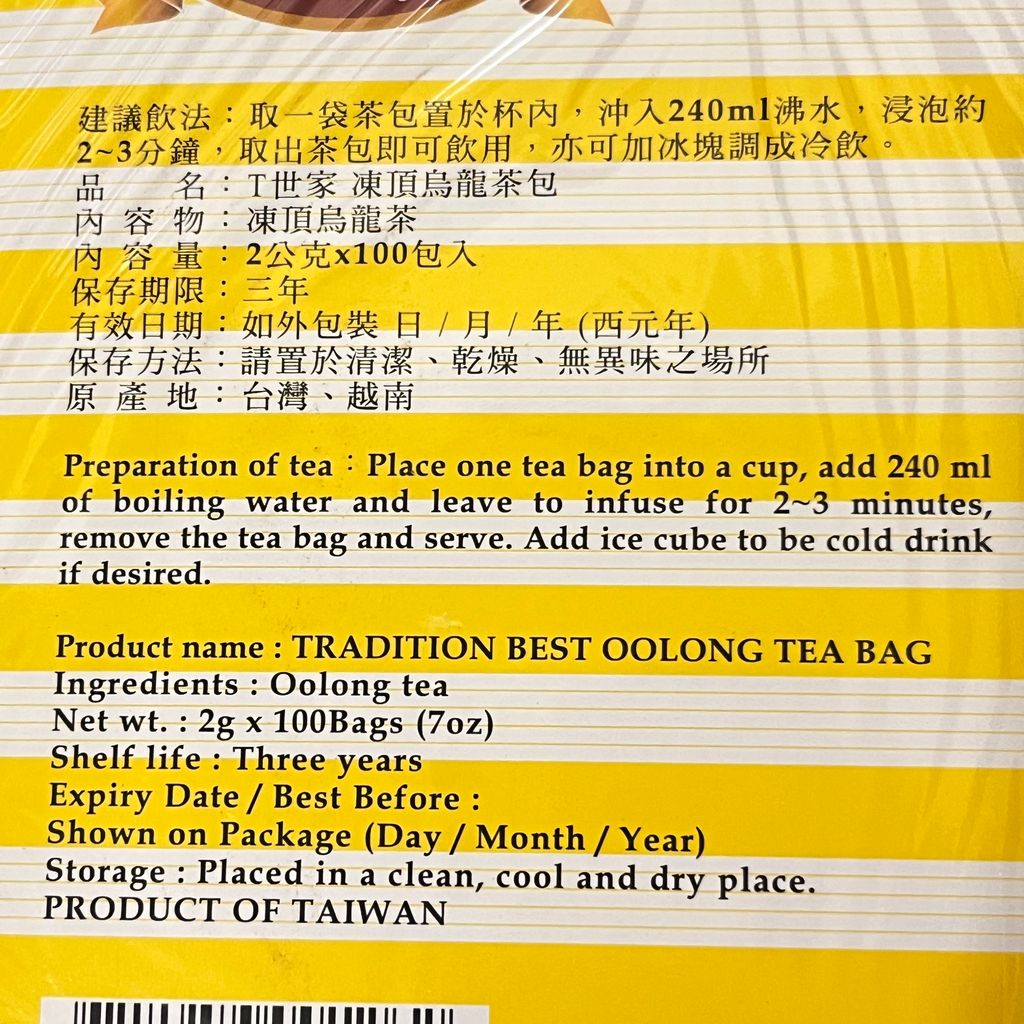 建議飲法：取一袋茶包置於杯內，沖入240ml沸水，浸泡約
2~3分鐘，取出茶包即可飲用，亦可加冰塊調成冷飲。
品名：T世家 凍頂烏龍茶包
內容物：凍頂烏龍茶
內容量：2公克x100包入
保存期限：三年
有效日期：如外包裝 日 / 月 / 年 (西元年)
保存方法：請置於清潔、乾燥、無異味之場所
原產地：台灣、越南
Preparation of tea：Place one tea bag into a cup, add 240 ml
of boiling water and leave to infuse for 2~3 minutes,
remove the tea bag and serve. Add ice cube to be cold drink
if desired.
Product name : TRADITION BEST OOLONG TEA BAG
Ingredients : Oolong tea
Net wt. : 2g x 100Bags (7oz)
Shelf life : Three years
Expiry Date / Best Before :
Shown on Package (Day / Month / Year)
Storage : Placed in a clean, cool and dry place.
PRODUCT OF TAIWAN